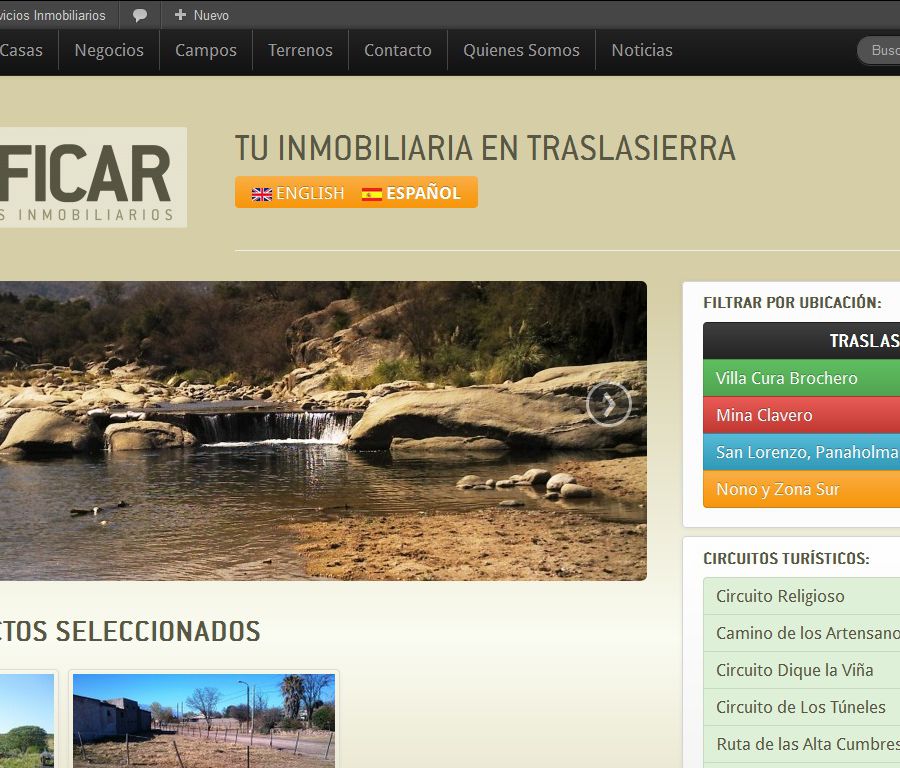 vicios Inmobiliarios Nuevo
Casas Negocios Campos Terrenos Contacto Quienes Somos Noticias Busc
FICAR
S INMOBILIARIOS
TU INMOBILIARIA EN TRASLASIERRA
ENGLISH ESPAÑOL
FILTRAR POR UBICACIÓN:
TRASLAS
Villa Cura Brochero
Mina Clavero
San Lorenzo, Panaholma
Nono y Zona Sur
CIRCUITOS TURÍSTICOS:
Circuito Religioso
Camino de los Artensano
Circuito Dique la Viña
Circuito de Los Túneles
Ruta de las Alta Cumbres
CTOS SELECCIONADOS